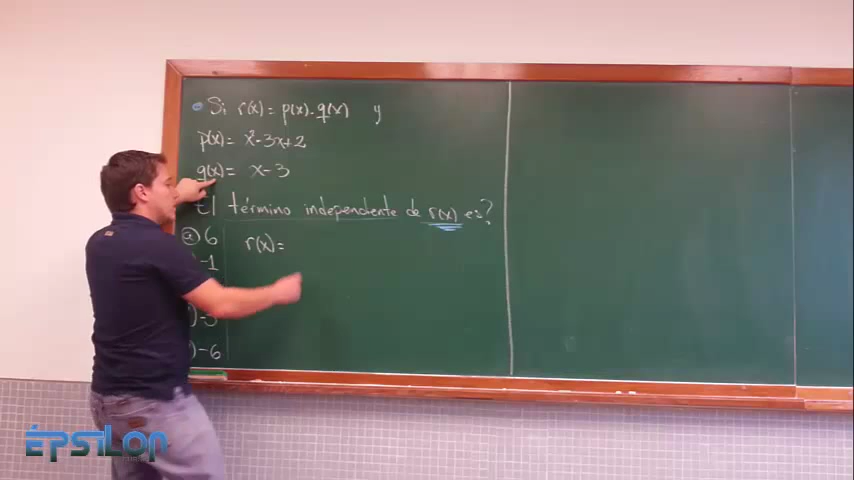 Si r(x) = p(x) . q(x) y
p(x) = x² - 3x + 2
q(x) = x - 3
El término independiente de r(x) es?
a) 6
r(x) =
) -1
) -3
) -6
ÉPSILON